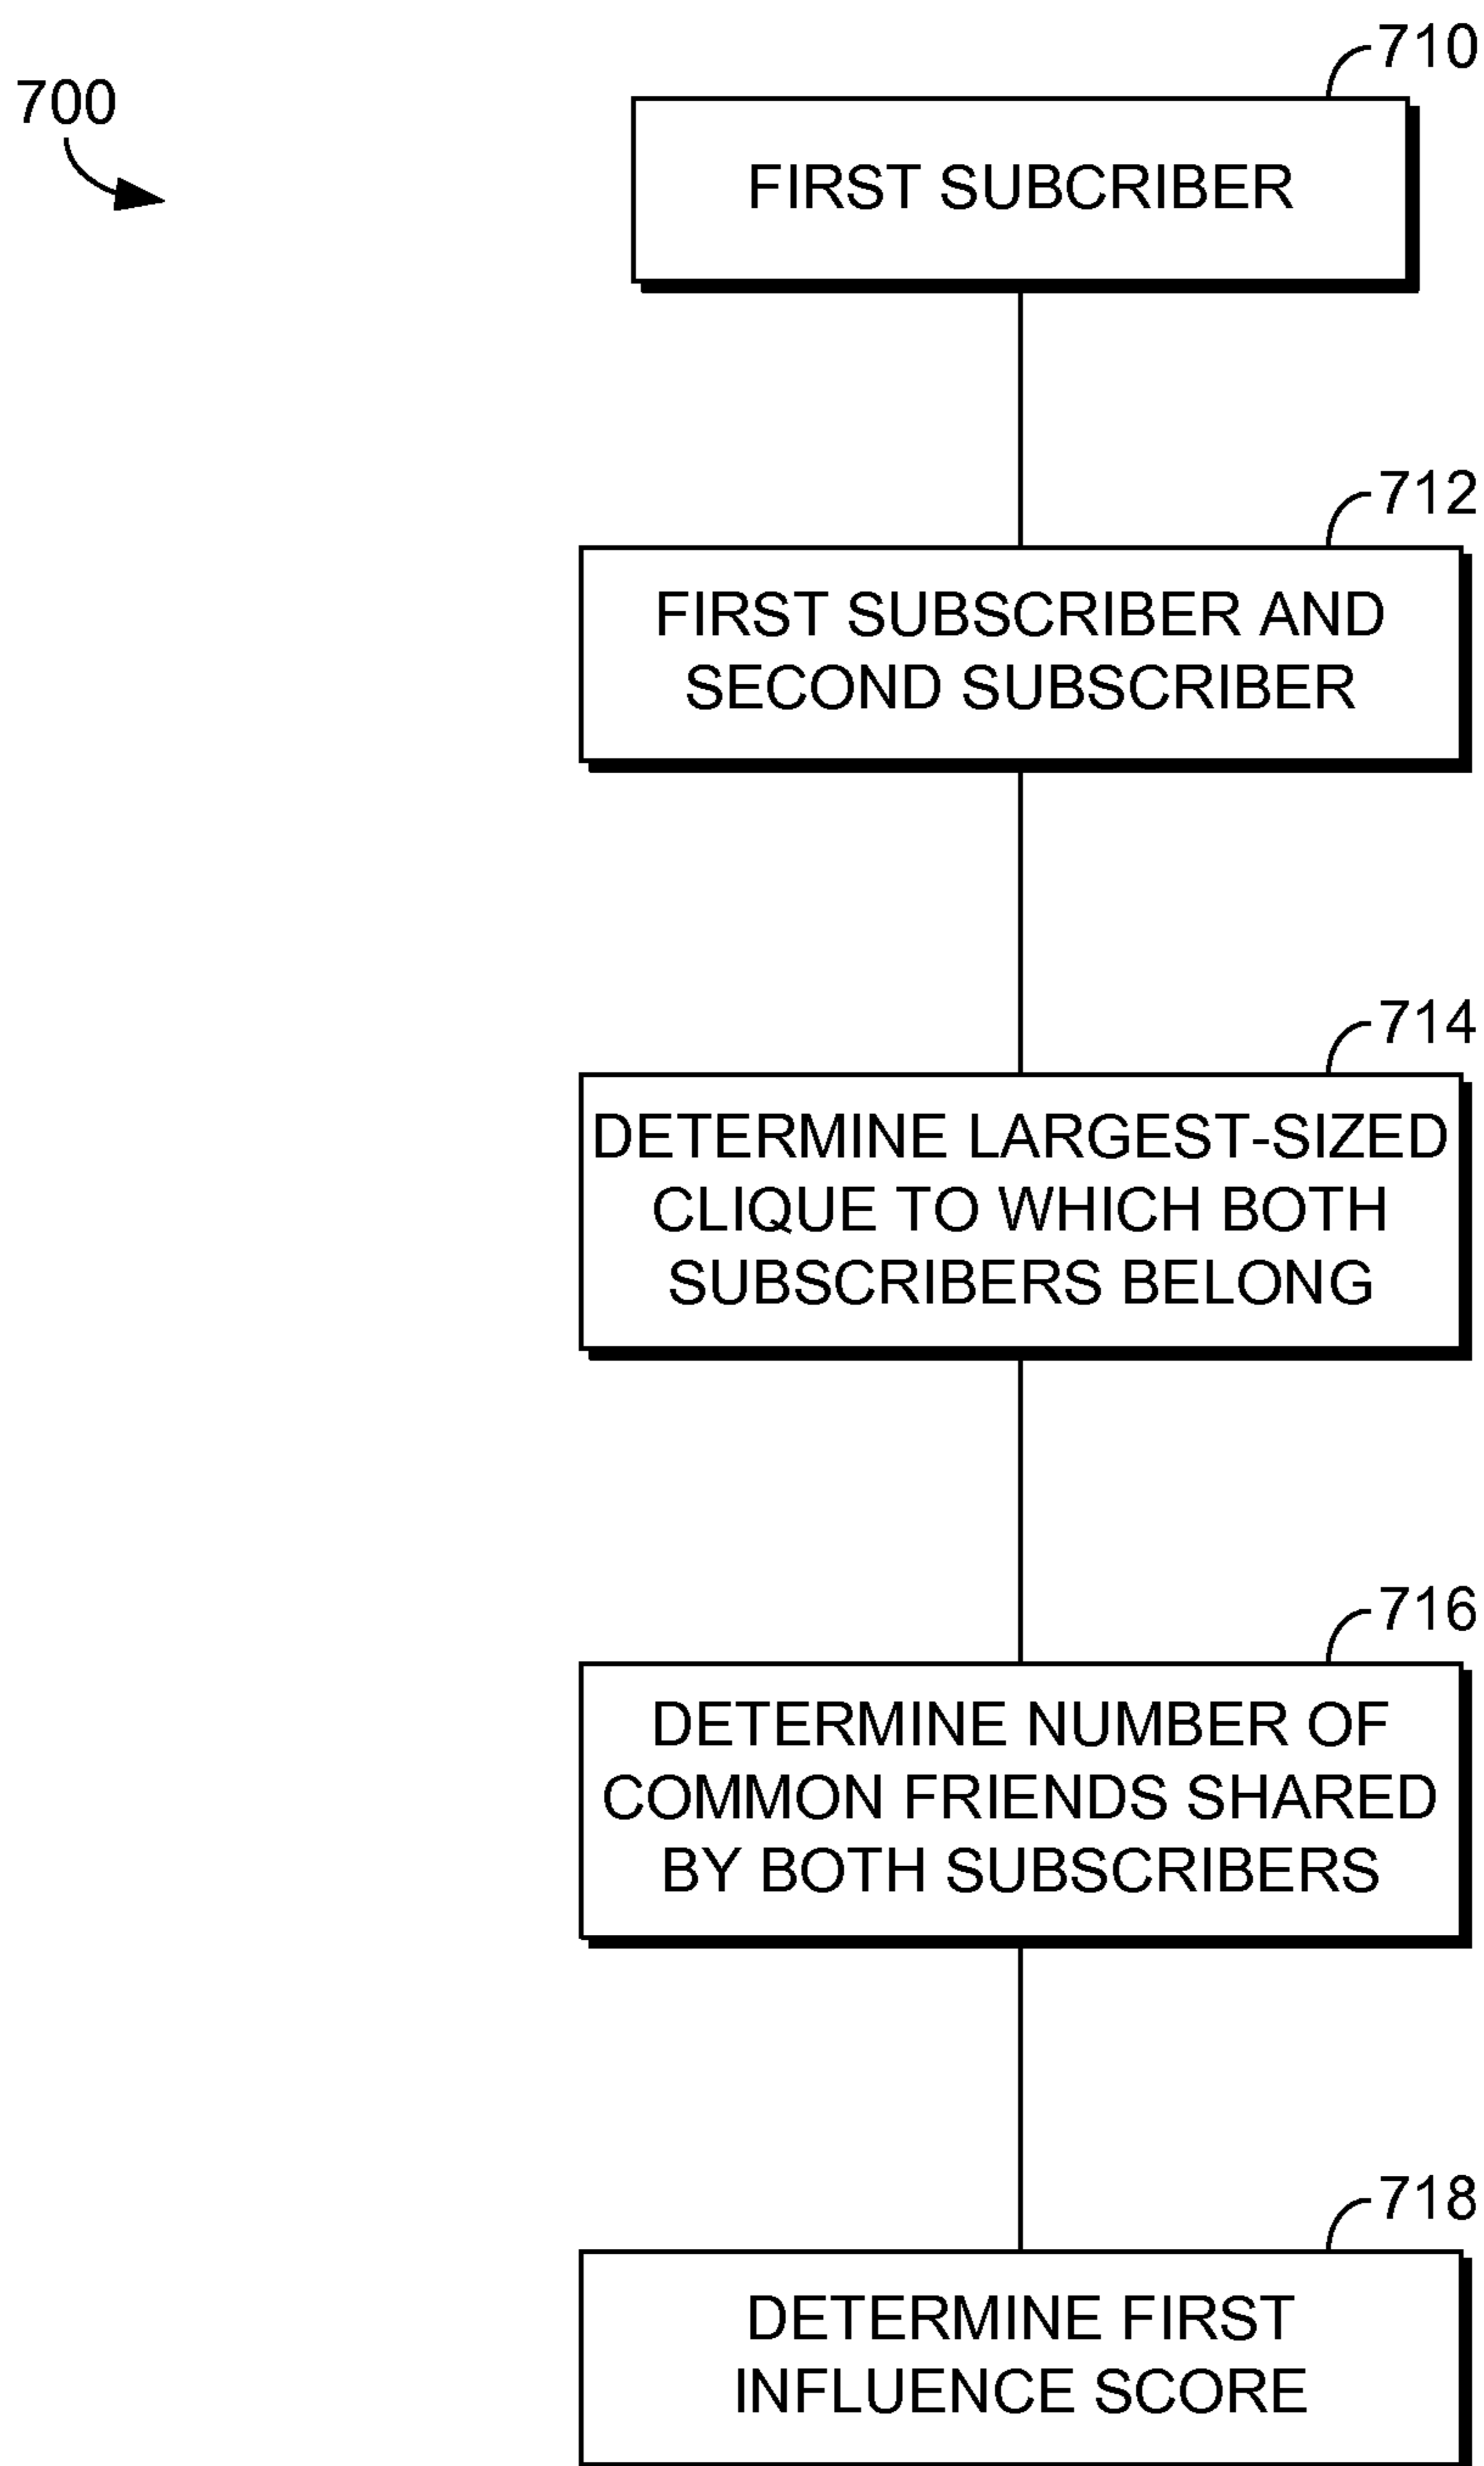 710
700
FIRST SUBCRIBER
712
FIRST SUBSCRIBER AND
SECOND SUBSCRIBER
714
DETERMINE LARGEST-SIZED
CLIQUE TO WHICH BOTH
SUBSCRIBERS BELONG
716
DETERMINE NUMBER OF
COMMON FRIENDS SHARED
BY BOTH SUBSCRIBERS
718
DETERMINE FIRST
INFLUENCE SCORE